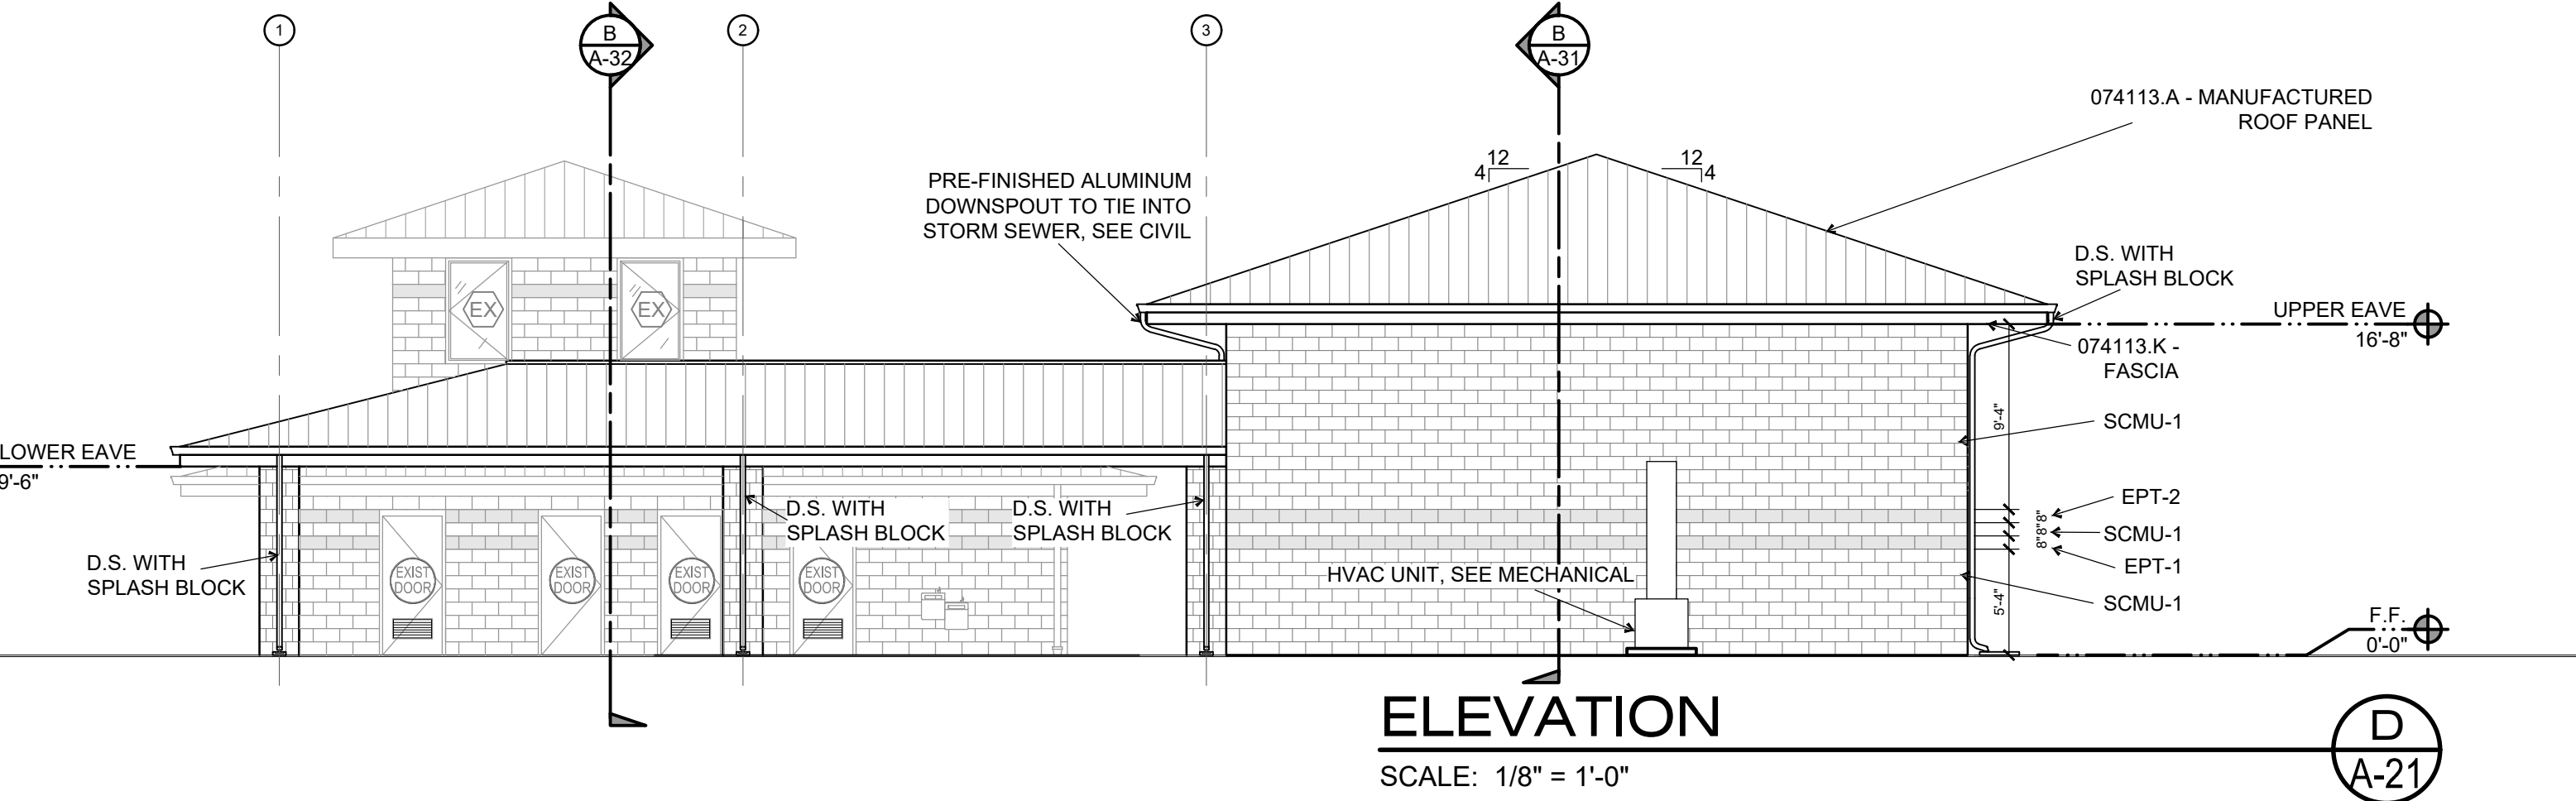 1
B
A-32
2
3
B
A-31
074113.A - MANUFACTURED
ROOF PANEL
12
4
12
4
PRE-FINISHED ALUMINUM
DOWNSPOUT TO TIE INTO
STORM SEWER, SEE CIVIL
D.S. WITH
SPLASH BLOCK
EX
EX
UPPER EAVE
16'-8"
074113.K -
FASCIA
9'-4"
SCMU-1
LOWER EAVE
9'-6"
D.S. WITH
SPLASH BLOCK
D.S. WITH
SPLASH BLOCK
EPT-2
8"
8"
8"
SCMU-1
EPT-1
D.S. WITH
SPLASH BLOCK
EXIST
DOOR
EXIST
DOOR
EXIST
DOOR
EXIST
DOOR
HVAC UNIT, SEE MECHANICAL
5'-4"
SCMU-1
F.F.
0'-0"
ELEVATION
SCALE: 1/8" = 1'-0"
D
A-21